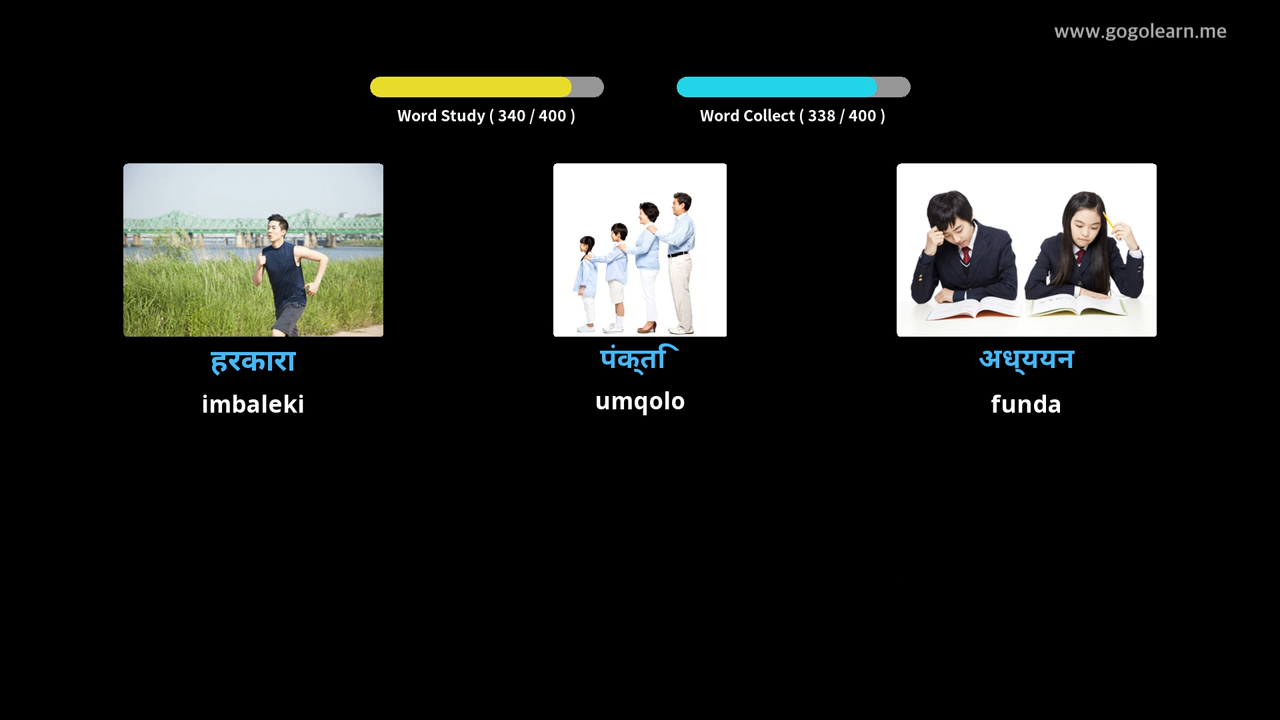 www.gogolearn.me
Word Study ( 340 / 400 )
Word Collect ( 338 / 400 )
हरकारा
पंक्ति
अध्ययन
imbaleki
umqolo
funda